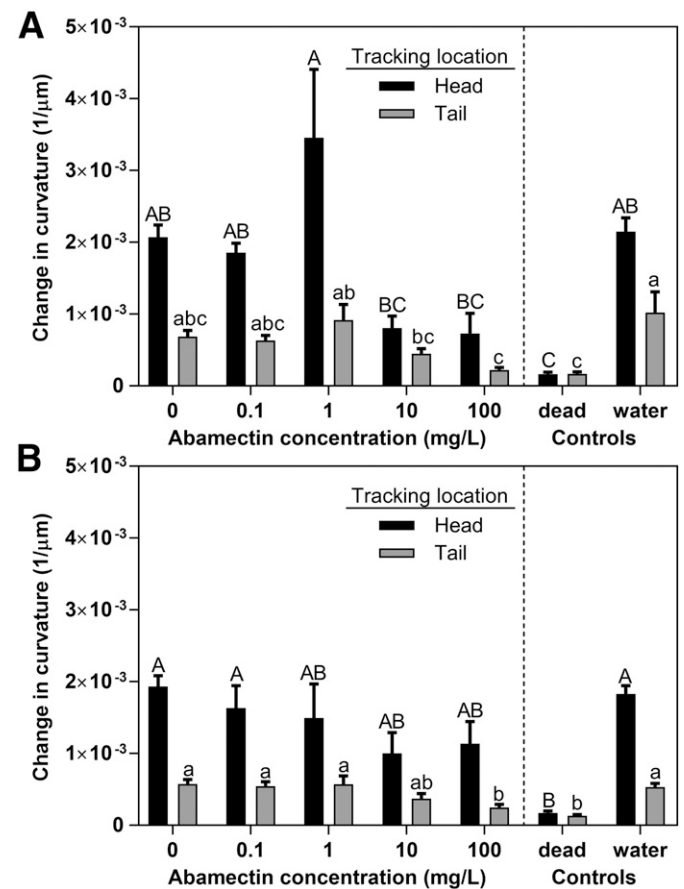 A
5×10⁻³
Tracking location
A
Head
4×10⁻³
Tail
3×10⁻³
Change in curvature (1/μm)
AB AB AB
2×10⁻³
a
ab BC BC
1×10⁻³
abc abc bc
c C c
0
0 0.1 1 10 100 dead water
Abamectin concentration (mg/L) Controls
B
5×10⁻³
Tracking location
Head
4×10⁻³
Tail
3×10⁻³
Change in curvature (1/μm)
A A AB AB AB A
2×10⁻³
1×10⁻³
a a a ab b B b a
0
0 0.1 1 10 100 dead water
Abamectin concentration (mg/L) Controls